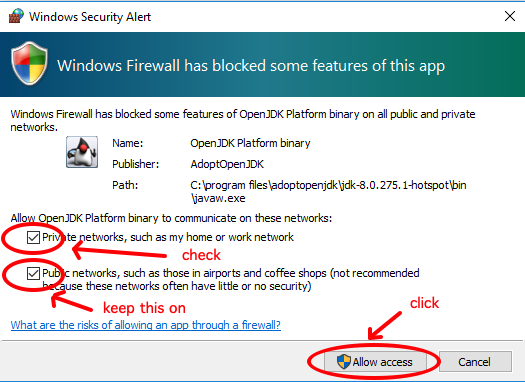 Windows Security Alert
Windows Firewall has blocked some features of this app
Windows Firewall has blocked some features of OpenJDK Platform binary on all public and private
networks.
Name: OpenJDK Platform binary
Publisher: AdoptOpenJDK
Path: C:\program files\adoptopenjdk\jdk-8.0.275.1-hotspot\bin
\javaw.exe
Allow OpenJDK Platform binary to communicate on these networks:
Private networks, such as my home or work network
check
Public networks, such as those in airports and coffee shops (not recommended
because these networks often have little or no security)
keep this on
click
What are the risks of allowing an app through a firewall?
Allow access
Cancel